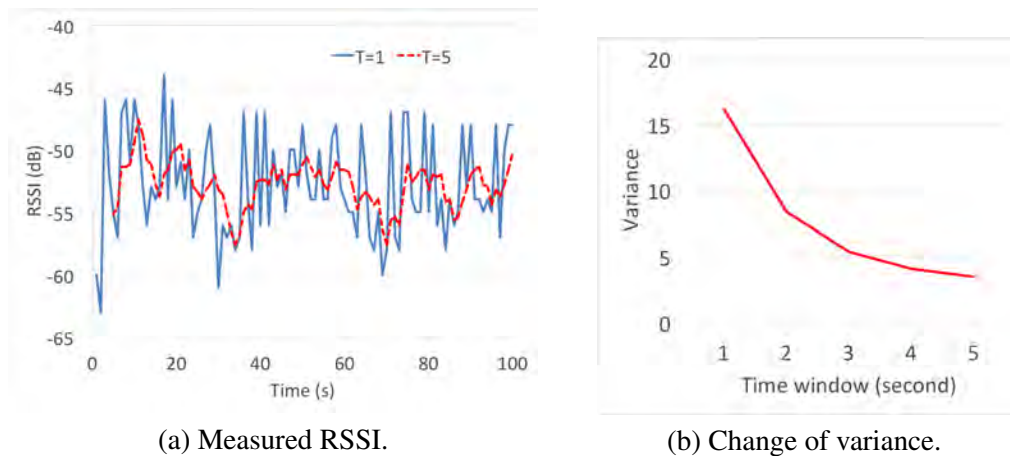 -40
-45
-50
-55
-60
-65
RSSI (dB)
T=1 T=5
0 20 40 60 80 100
Time (s)
(a) Measured RSSI.
20
15
10
5
0
Variance
1 2 3 4 5
Time window (second)
(b) Change of variance.